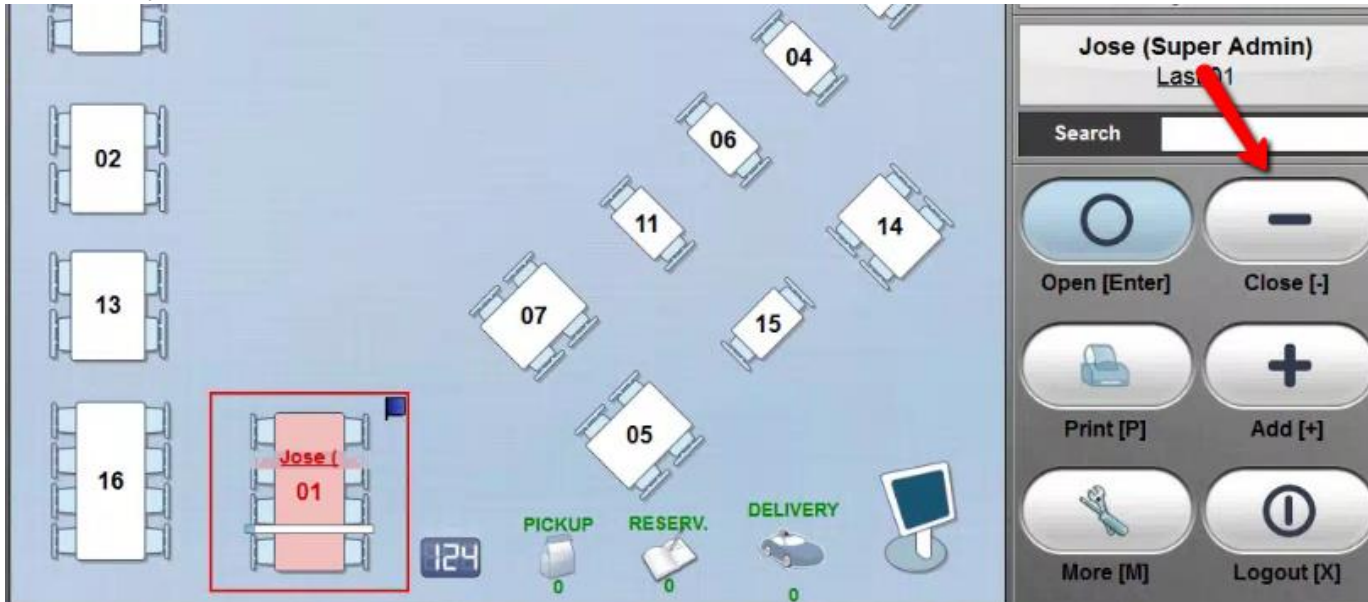 04
06
02
11
14
13
07
15
05
16
Jose (
01
124
PICKUP
0
RESERV.
0
DELIVERY
0
Jose (Super Admin)
Search
Open [Enter]
Close [-]
Print [P]
Add [+]
More [M]
Logout [X]